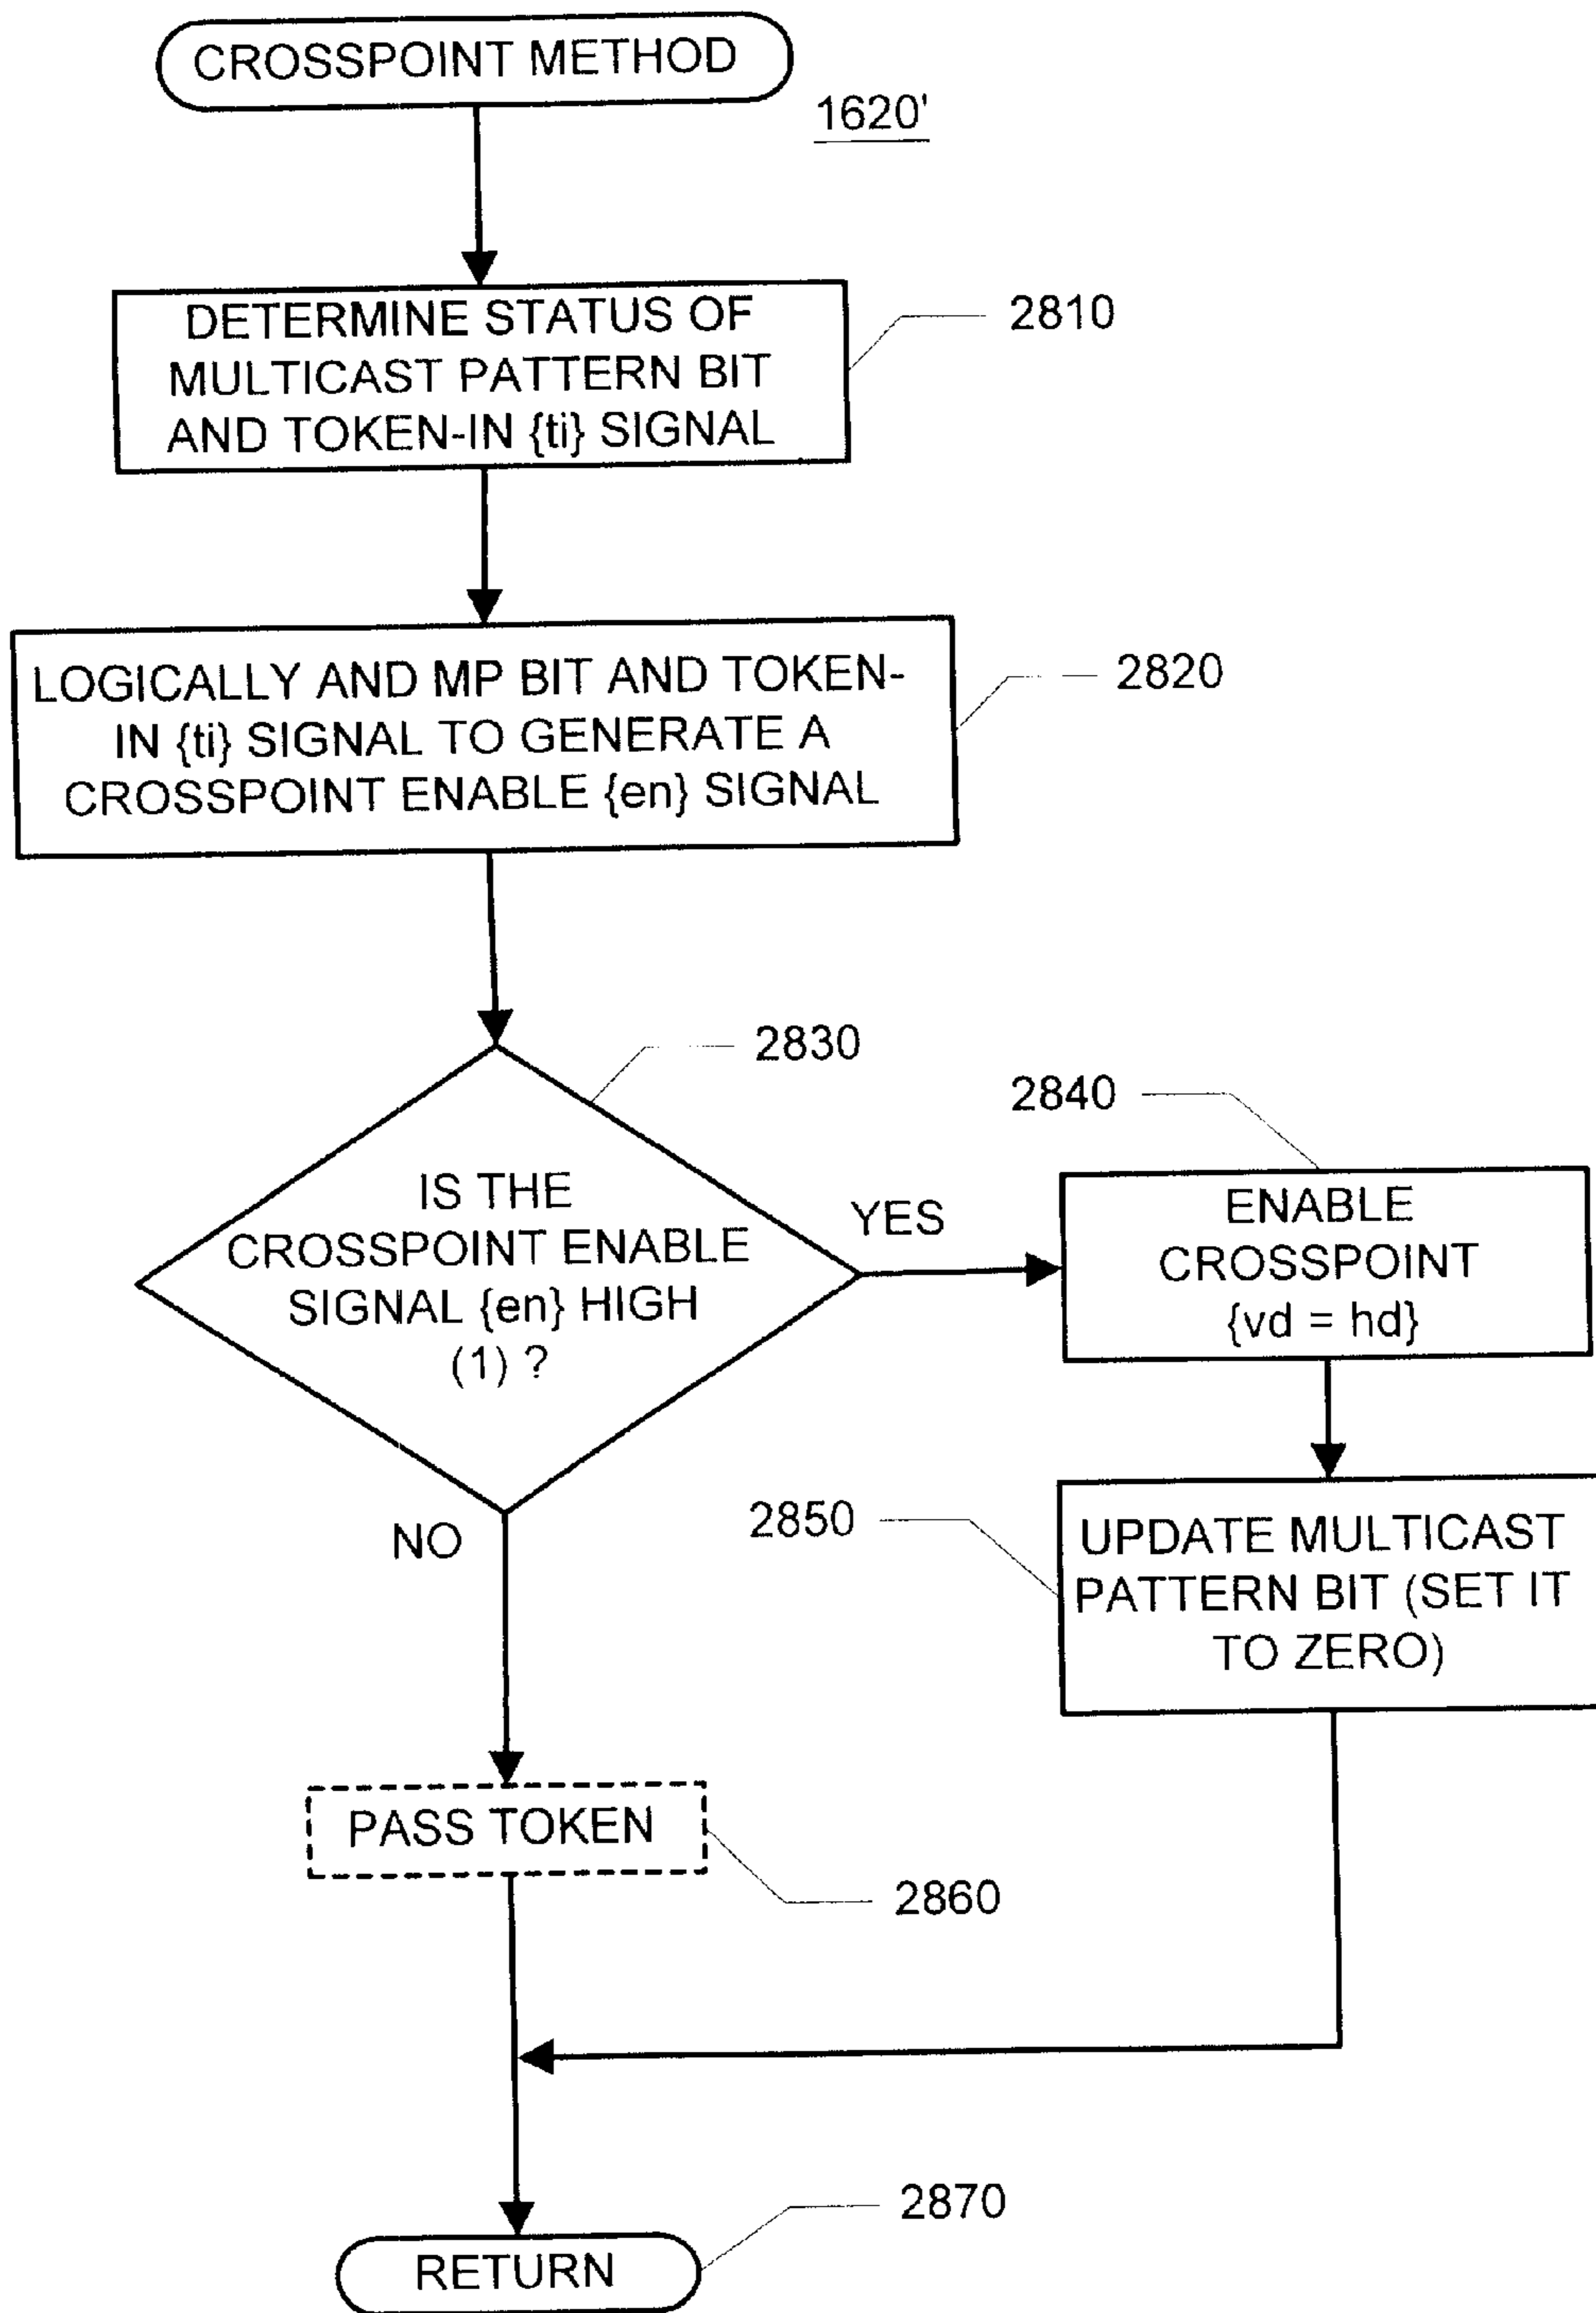 CROSSPOINT METHOD
1620'
DETERMINE STATUS OF
MULTICAST PATTERN BIT
AND TOKEN-IN {ti} SIGNAL
2810
LOGICALLY AND MP BIT AND TOKEN-
IN {ti} SIGNAL TO GENERATE A
CROSSPOINT ENABLE {en} SIGNAL
2820
IS THE
CROSSPOINT ENABLE
SIGNAL {en} HIGH
(1) ?
2830
YES
2840
ENABLE
CROSSPOINT
{vd = hd}
NO
2850
UPDATE MULTICAST
PATTERN BIT (SET IT
TO ZERO)
PASS TOKEN
2860
2870
RETURN